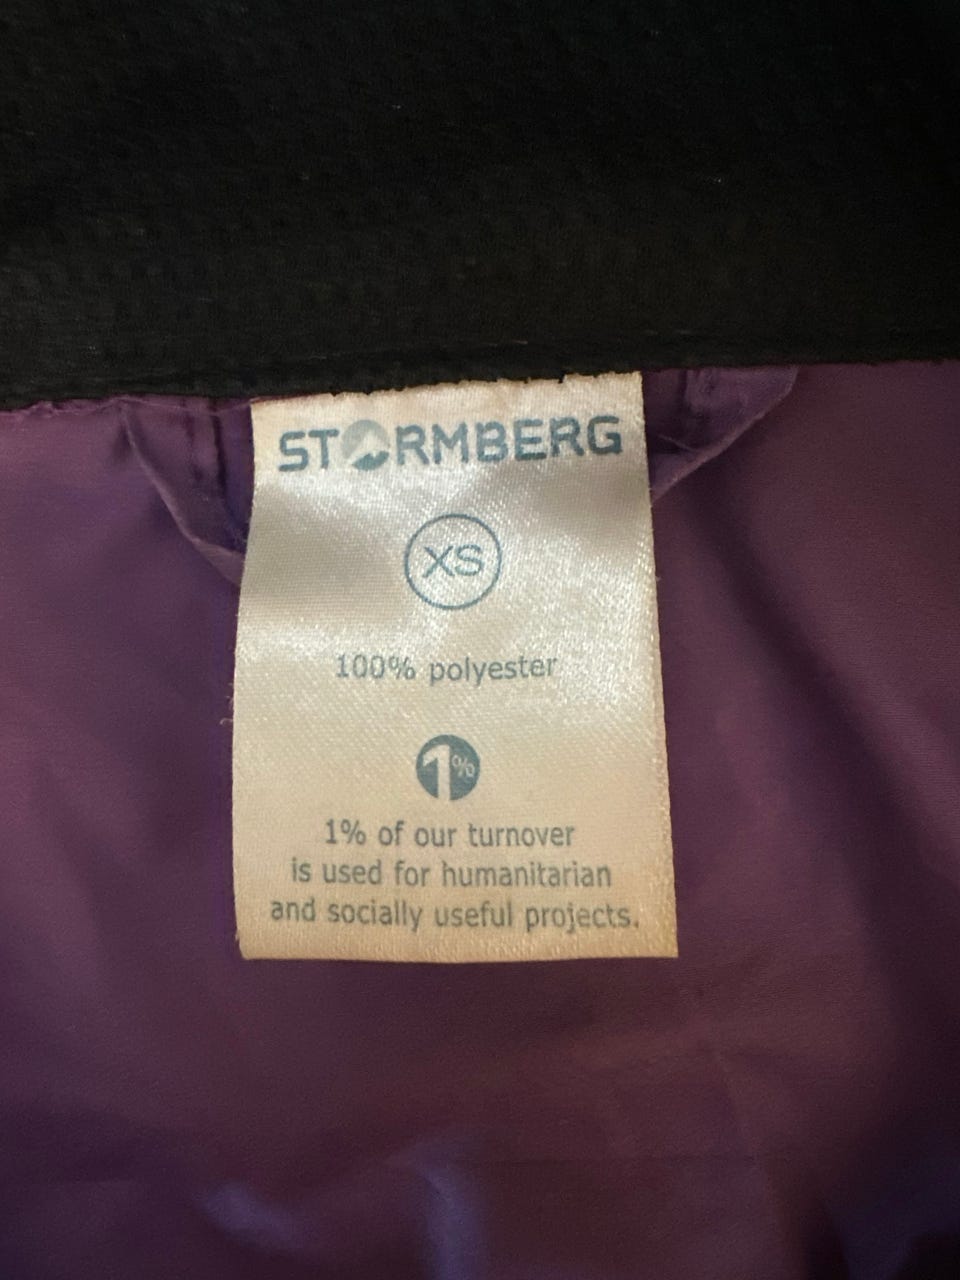 STORMBERG
XS
100% polyester
1%
1% of our turnover
is used for humanitarian
and socially useful projects.